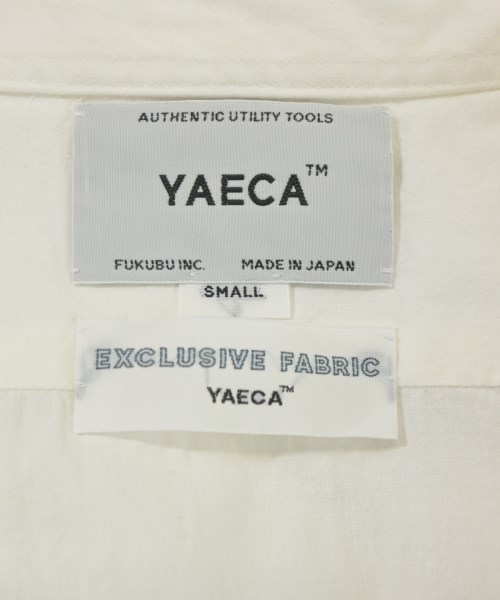 AUTHENTIC UTILITY TOOLS
YAECA™
FUKUBU INC. MADE IN JAPAN
SMALL
EXCLUSIVE FABRIC
YAECA™